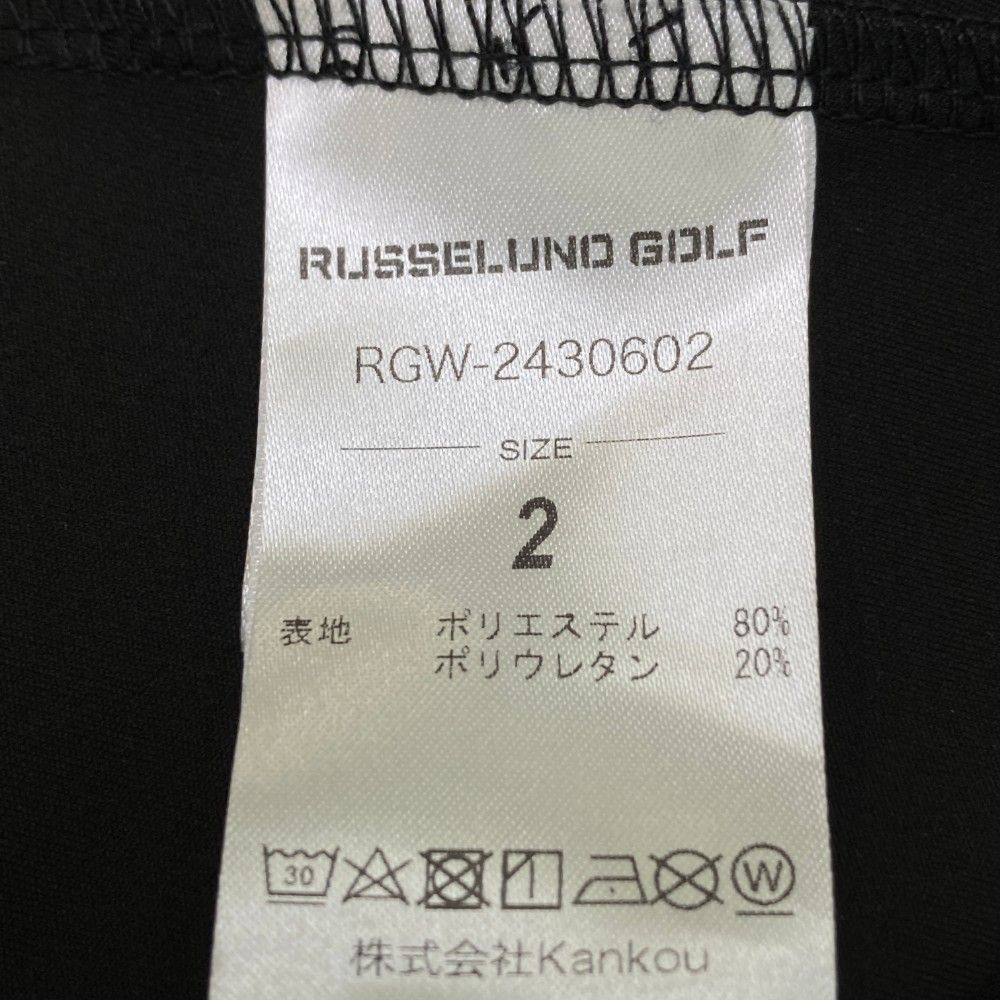 RUSSELUNO GOLF
RGW-2430602
SIZE
2
表地 ポリエステル 80%
ポリウレタン 20%
30 W
株式会社Kankou